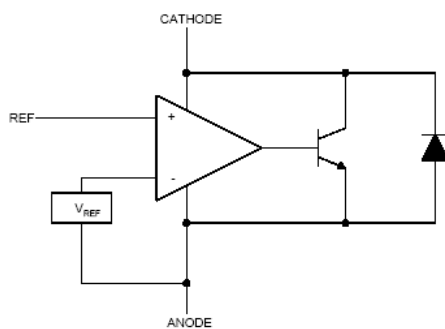 CATHODE
REF
+
-
VREF
ANODE